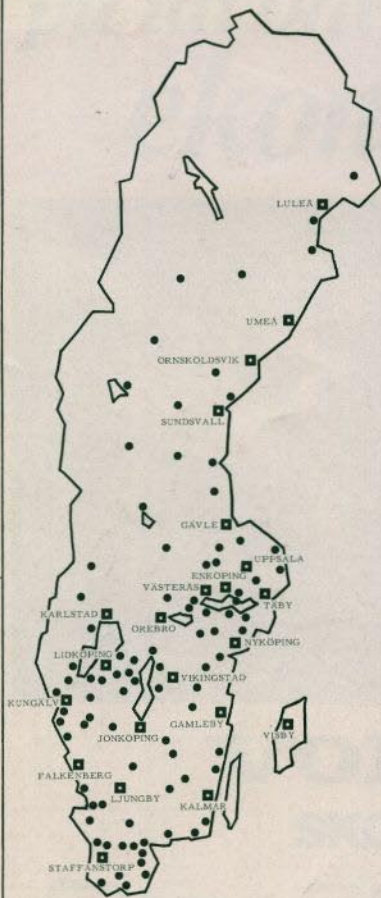 LULEÅ
UMEÅ
ÖRNSKÖLDSVIK
SUNDSVALL
GÄVLE
UPPSALA
ENKÖPING
VÄSTERÅS
TÄBY
KARLSTAD
ÖREBRO
NYKÖPING
LIDKÖPING
VIKINGSTAD
KUNGÄLV
GAMLEBY
VISBY
JÖNKÖPING
FALKENBERG
LJUNGBY
KALMAR
STAFFANSTORP